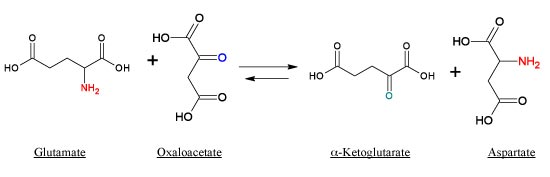 O
HO
O
OH
NH2
+
HO
O
O
O
HO
O
HO
O
OH
O
+
HO
O
NH2
O
HO
Glutamate
Oxaloacetate
α-Ketoglutarate
Aspartate